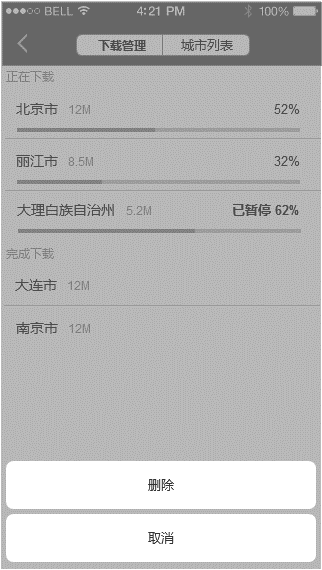 BELL 4:21 PM 100%
下载管理 城市列表
正在下载
北京市 12M 52%
丽江市 8.5M 32%
大理白族自治州 5.2M 已暂停 62%
完成下载
大连市 12M
南京市 12M
删除
取消